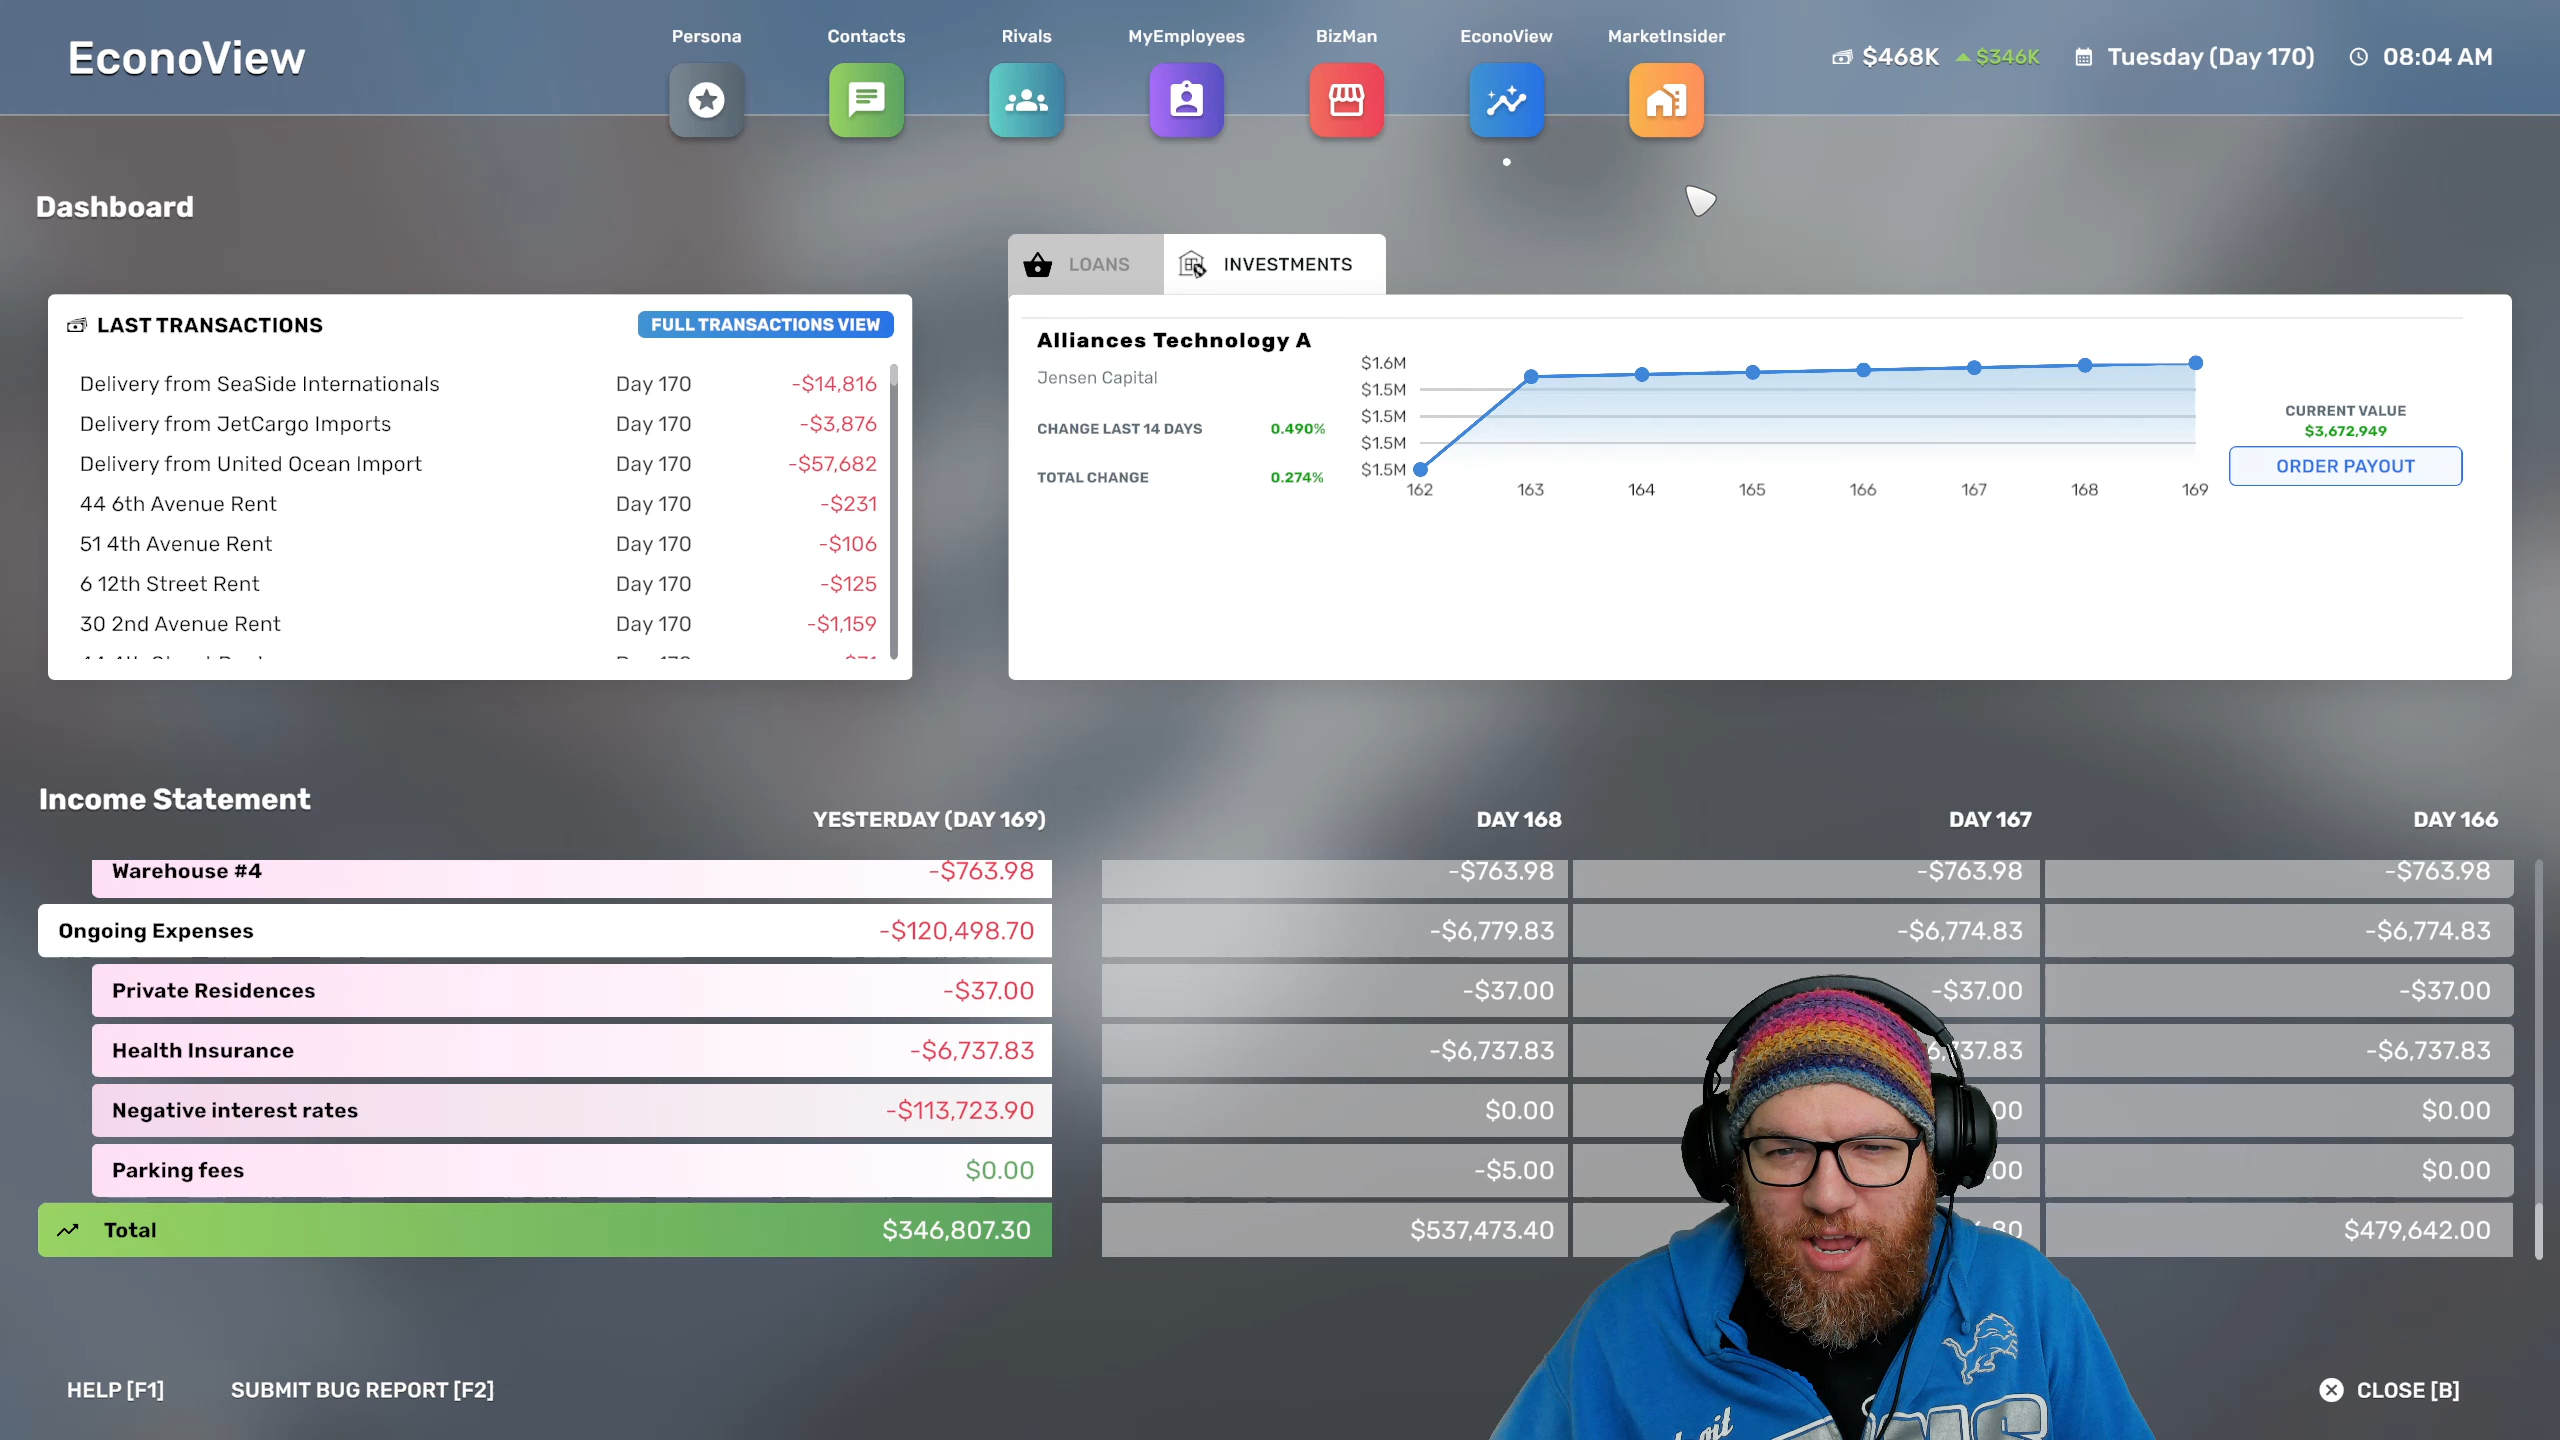 EconoView
Persona
Contacts
Rivals
MyEmployees
BizMan
EconoView
MarketInsider
$468K
$346K
Tuesday (Day 170)
08:04 AM
Dashboard
LOANS
INVESTMENTS
LAST TRANSACTIONS
FULL TRANSACTIONS VIEW
Delivery from SeaSide Internationals Day 170 -$14,816
Delivery from JetCargo Imports Day 170 -$3,876
Delivery from United Ocean Import Day 170 -$57,682
44 6th Avenue Rent Day 170 -$231
51 4th Avenue Rent Day 170 -$106
6 12th Street Rent Day 170 -$125
30 2nd Avenue Rent Day 170 -$1,159
Alliances Technology A
Jensen Capital
CHANGE LAST 14 DAYS 0.490%
TOTAL CHANGE 0.274%
$1.6M
$1.5M
$1.5M
$1.5M
$1.5M
162 163 164 165 166 167 168 169
CURRENT VALUE
$3,672,949
ORDER PAYOUT
Income Statement
YESTERDAY (DAY 169) DAY 168 DAY 167 DAY 166
Warehouse #4 -$763.98 -$763.98 -$763.98 -$763.98
Ongoing Expenses -$120,498.70 -$6,779.83 -$6,774.83 -$6,774.83
Private Residences -$37.00 -$37.00 -$37.00 -$37.00
Health Insurance -$6,737.83 -$6,737.83 6,737.83 -$6,737.83
Negative interest rates -$113,723.90 $0.00 00 $0.00
Parking fees $0.00 -$5.00 .00 $0.00
Total $346,807.30 $537,473.40 .80 $479,642.00
HELP [F1]
SUBMIT BUG REPORT [F2]
CLOSE [B]